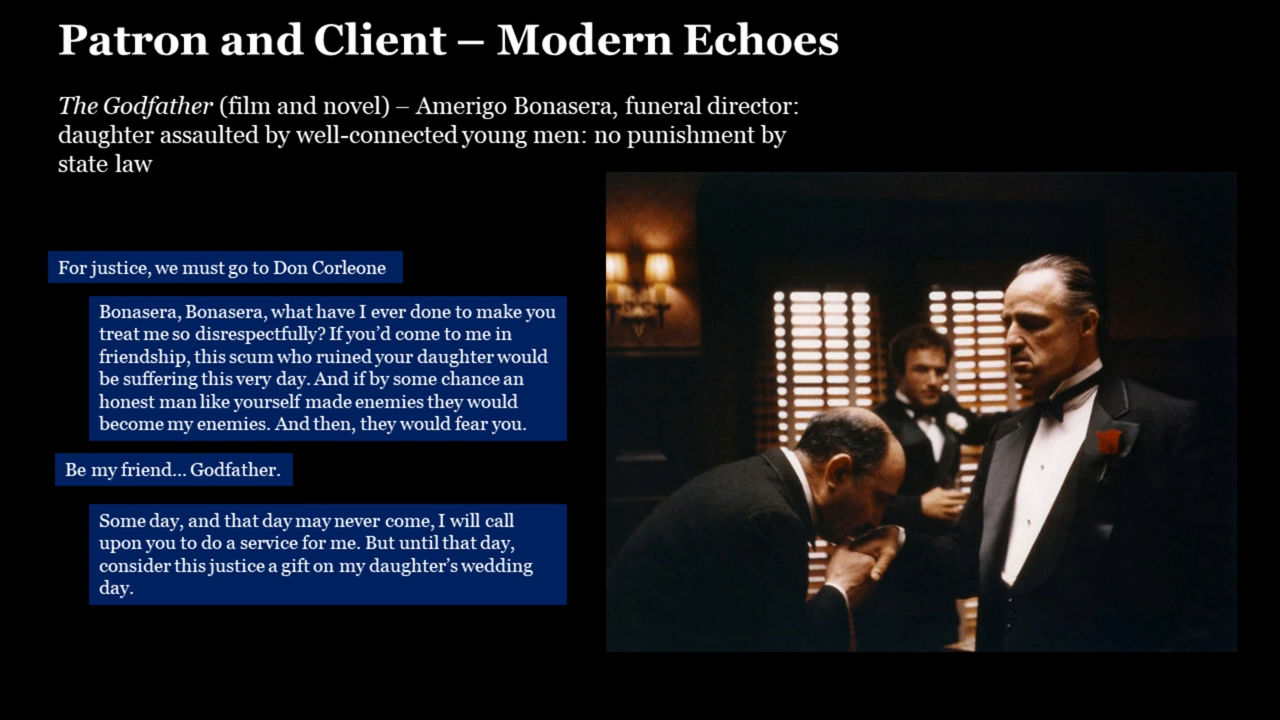 Patron and Client – Modern Echoes
The Godfather (film and novel) – Amerigo Bonasera, funeral director:
daughter assaulted by well-connected young men: no punishment by
state law
For justice, we must go to Don Corleone
Bonasera, Bonasera, what have I ever done to make you
treat me so disrespectfully? If you’d come to me in
friendship, this scum who ruined your daughter would
be suffering this very day. And if by some chance an
honest man like yourself made enemies they would
become my enemies. And then, they would fear you.
Be my friend... Godfather.
Some day, and that day may never come, I will call
upon you to do a service for me. But until that day,
consider this justice a gift on my daughter’s wedding
day.